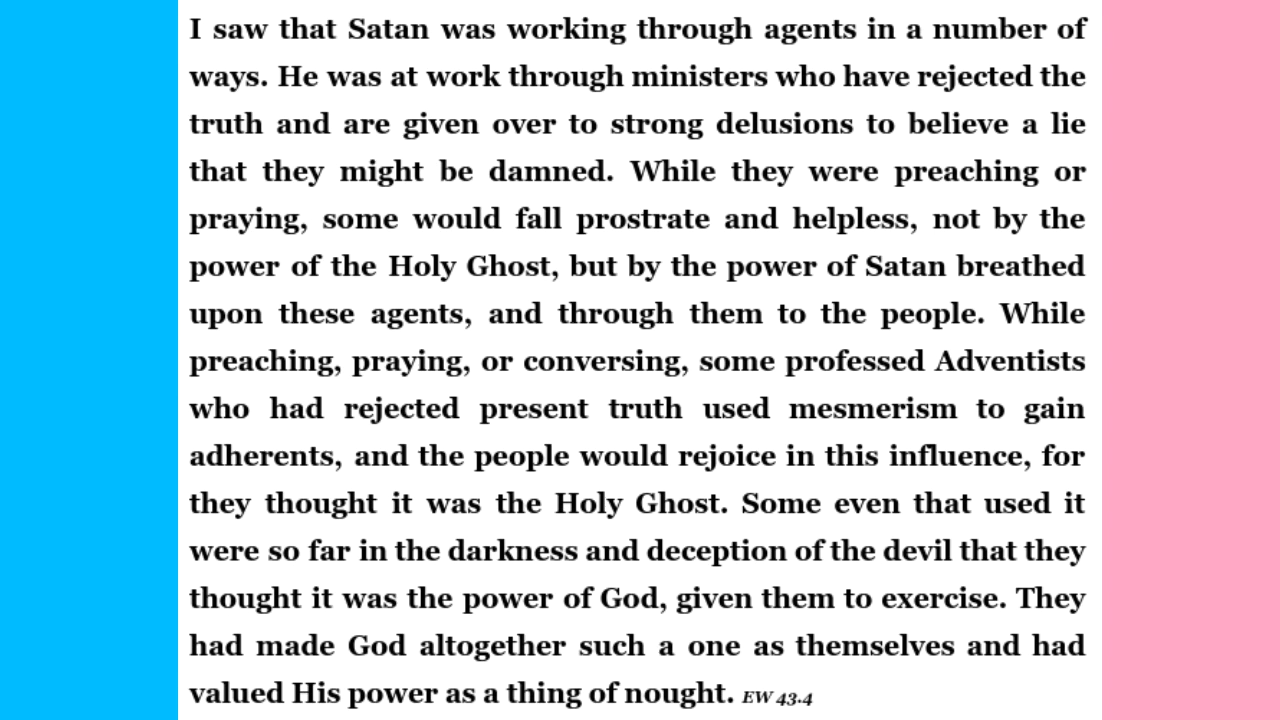 I saw that Satan was working through agents in a number of
ways. He was at work through ministers who have rejected the
truth and are given over to strong delusions to believe a lie
that they might be damned. While they were preaching or
praying, some would fall prostrate and helpless, not by the
power of the Holy Ghost, but by the power of Satan breathed
upon these agents, and through them to the people. While
preaching, praying, or conversing, some professed Adventists
who had rejected present truth used mesmerism to gain
adherents, and the people would rejoice in this influence, for
they thought it was the Holy Ghost. Some even that used it
were so far in the darkness and deception of the devil that they
thought it was the power of God, given them to exercise. They
had made God altogether such a one as themselves and had
valued His power as a thing of nought. EW 43.4